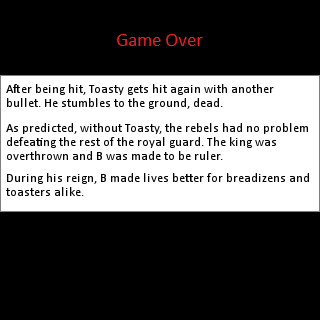 Game Over
After being hit, Toasty gets hit again with another
bullet. He stumbles to the ground, dead.
As predicted, without Toasty, the rebels had no problem
defeating the rest of the royal guard. The king was
overthrown and B was made to be ruler.
During his reign, B made lives better for breadizens and
toasters alike.